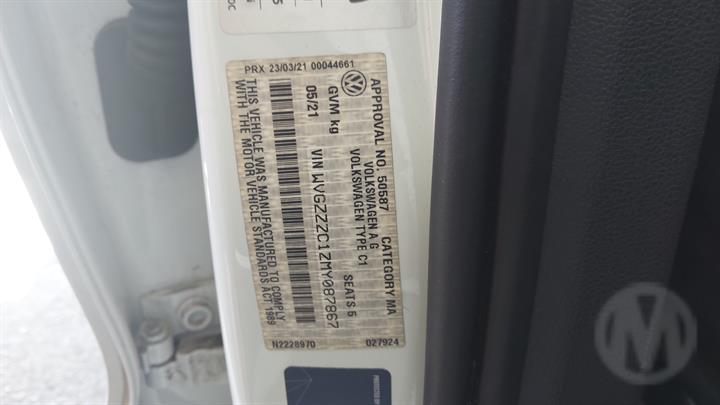 PRX 23/03/21 00044661
APPROVAL NO. 50587 CATEGORY MA
VOLKSWAGEN A G
VOLKSWAGEN TYPE C1
GVM kg SEATS 5
05/21 VIN WVGZZZC1ZMY087867
THIS VEHICLE WAS MANUFACTURED TO COMPLY
WITH THE MOTOR VEHICLE STANDARDS ACT 1989
N2228970 027924